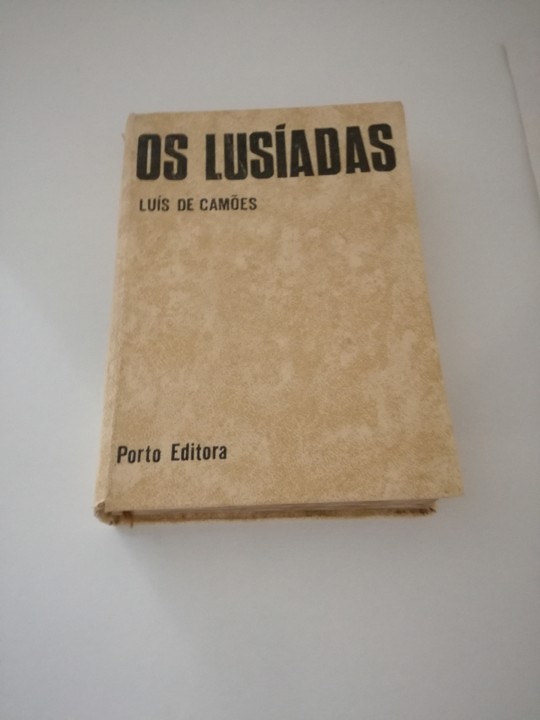 OS LUSÍADAS
LUÍS DE CAMÕES
Porto Editora